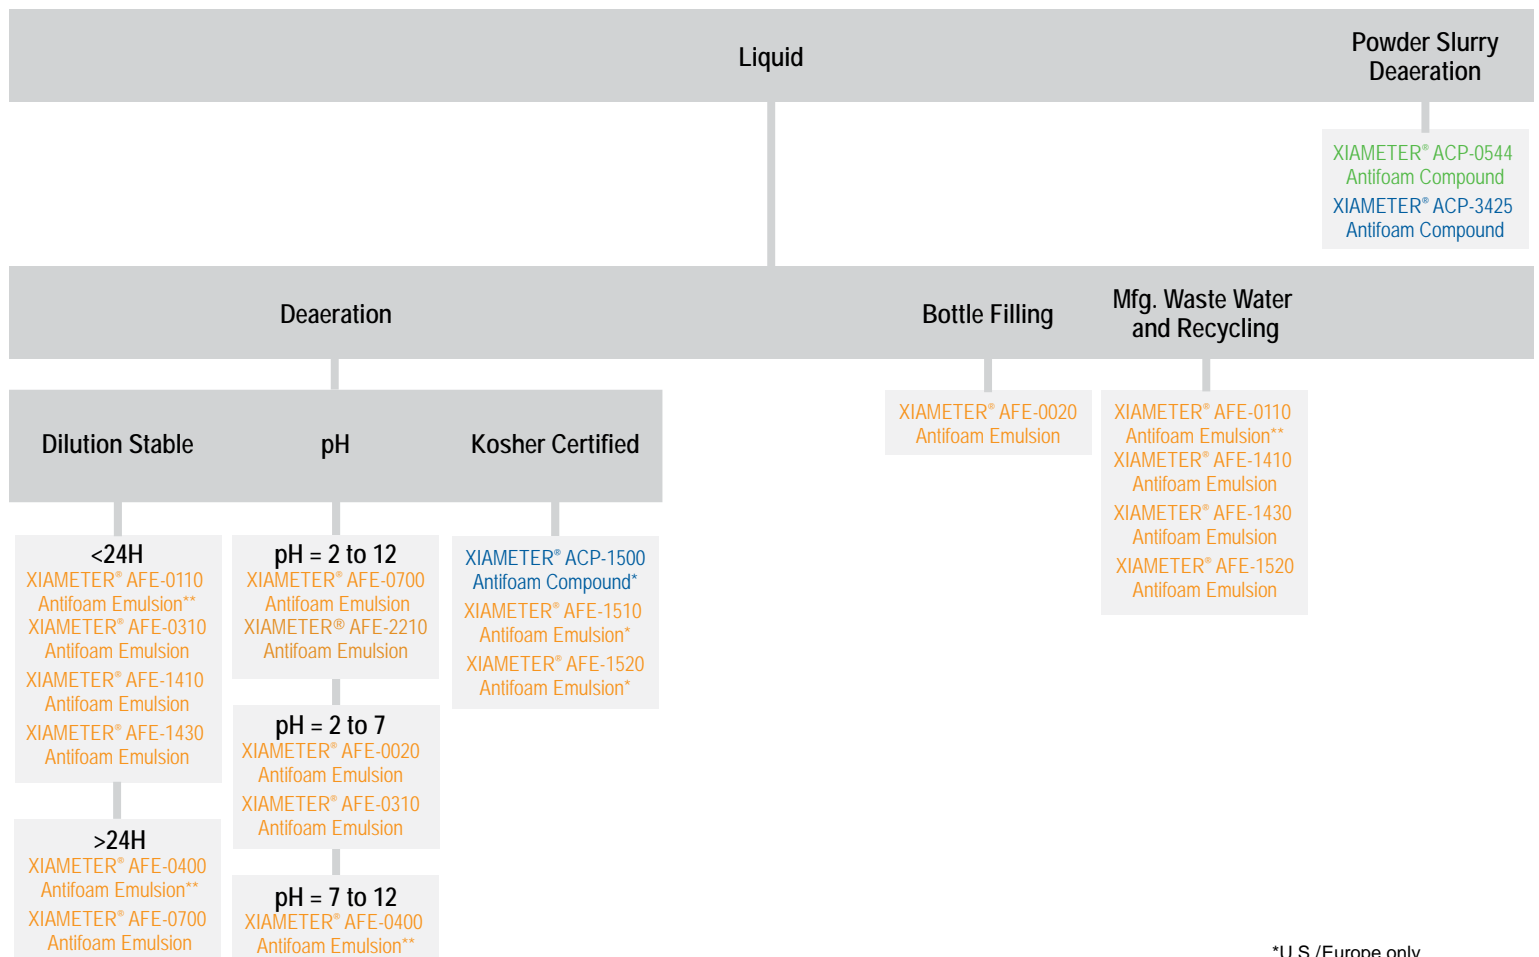 Liquid
Powder Slurry
Deaeration
XIAMETER® ACP-0544
Antifoam Compound
XIAMETER® ACP-3425
Antifoam Compound
Deaeration
Bottle Filling
Mfg. Waste Water
and Recycling
Dilution Stable
pH
Kosher Certified
<24H
XIAMETER® AFE-0110
Antifoam Emulsion**
XIAMETER® AFE-0310
Antifoam Emulsion
XIAMETER® AFE-1410
Antifoam Emulsion
XIAMETER® AFE-1430
Antifoam Emulsion
>24H
XIAMETER® AFE-0400
Antifoam Emulsion**
XIAMETER® AFE-0700
Antifoam Emulsion
pH = 2 to 12
XIAMETER® AFE-0700
Antifoam Emulsion
XIAMETER® AFE-2210
Antifoam Emulsion
pH = 2 to 7
XIAMETER® AFE-0020
Antifoam Emulsion
XIAMETER® AFE-0310
Antifoam Emulsion
pH = 7 to 12
XIAMETER® AFE-0400
Antifoam Emulsion**
XIAMETER® ACP-1500
Antifoam Compound*
XIAMETER® AFE-1510
Antifoam Emulsion*
XIAMETER® AFE-1520
Antifoam Emulsion*
XIAMETER® AFE-0020
Antifoam Emulsion
XIAMETER® AFE-0110
Antifoam Emulsion**
XIAMETER® AFE-1410
Antifoam Emulsion
XIAMETER® AFE-1430
Antifoam Emulsion
XIAMETER® AFE-1520
Antifoam Emulsion
*U.S./Europe only